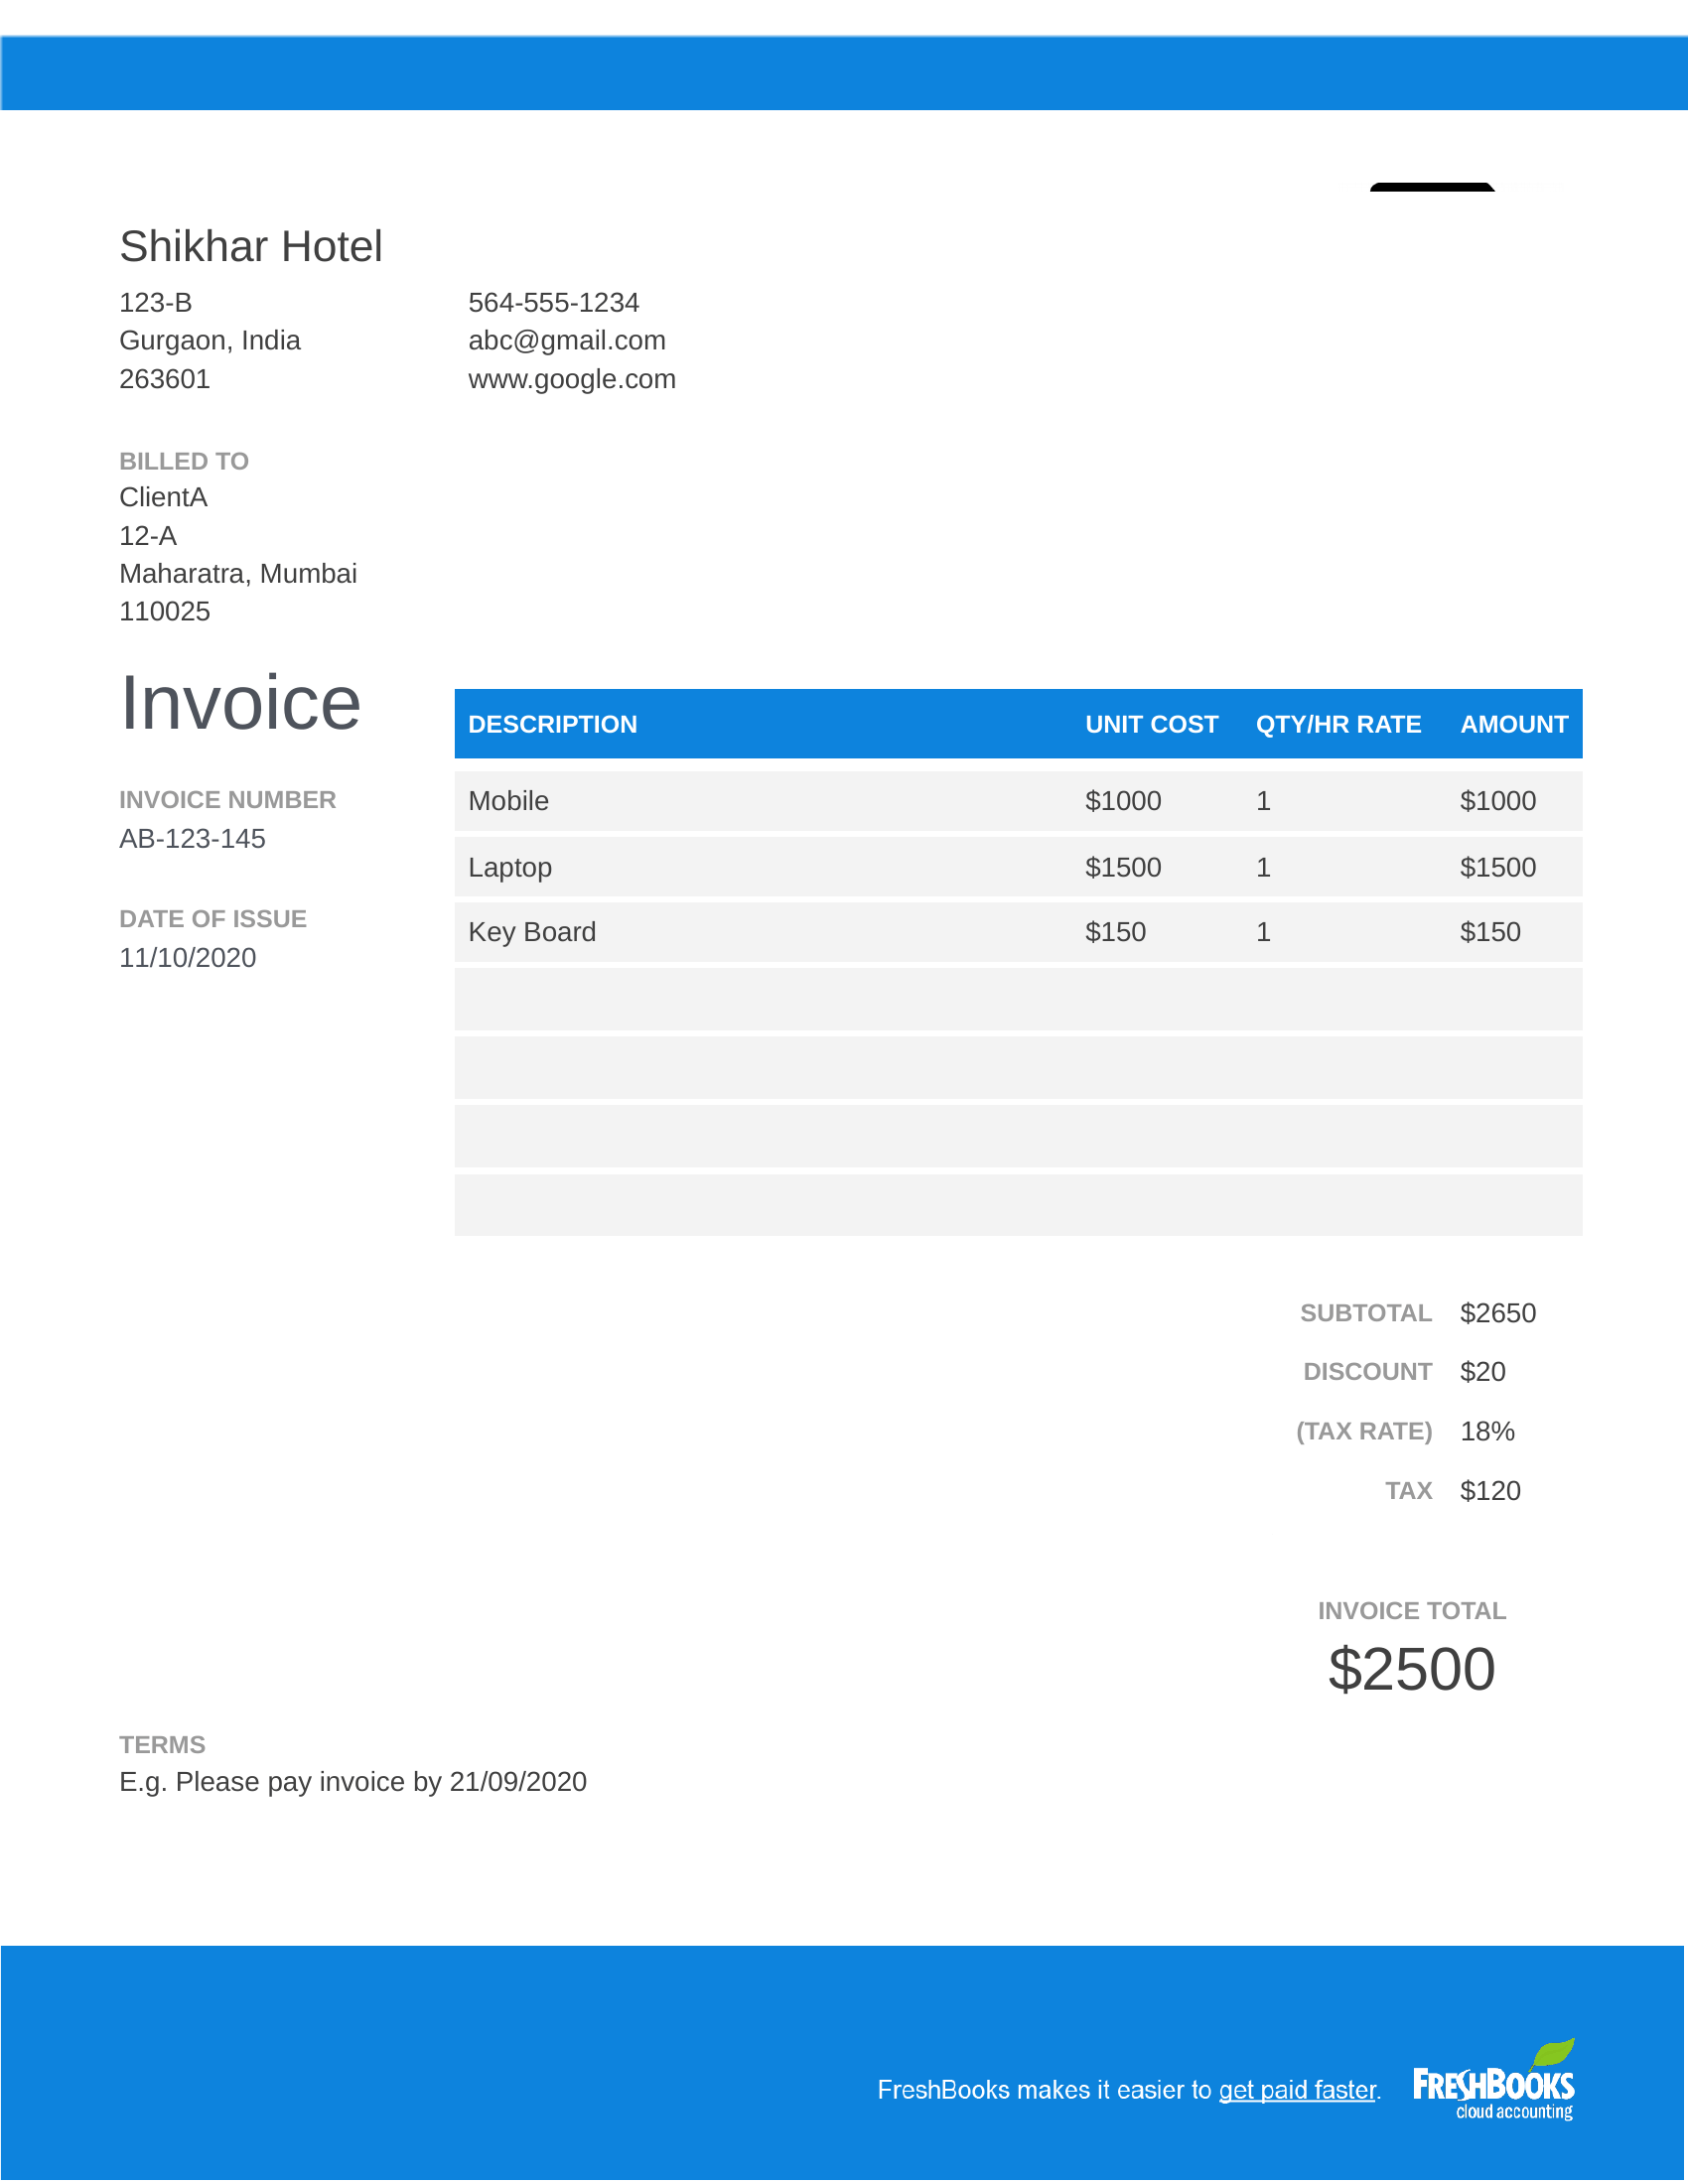 Shikhar Hotel
123-B 564-555-1234
Gurgaon, India abc@gmail.com
263601 www.google.com
BILLED TO
ClientA
12-A
Maharatra, Mumbai
110025
Invoice
INVOICE NUMBER
AB-123-145
DATE OF ISSUE
11/10/2020
DESCRIPTION UNIT COST QTY/HR RATE AMOUNT
Mobile $1000 1 $1000
Laptop $1500 1 $1500
Key Board $150 1 $150
SUBTOTAL $2650
DISCOUNT $20
(TAX RATE) 18%
TAX $120
INVOICE TOTAL
$2500
TERMS
E.g. Please pay invoice by 21/09/2020
FreshBooks makes it easier to get paid faster.
FRESHBOOKS
cloud accounting